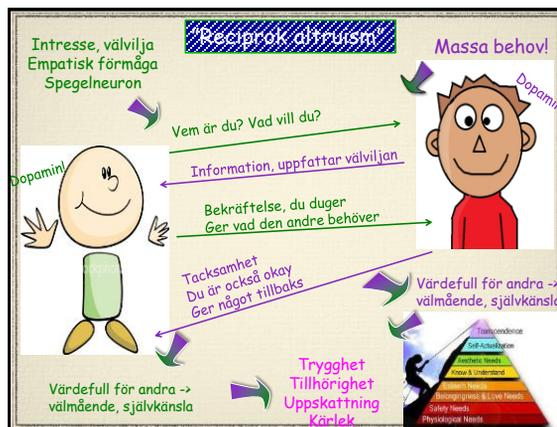 "Reciprok altruism"
Intresse, välvilja
Empatisk förmåga
Spegelneuron
Massa behov!
Dopamin
Vem är du? Vad vill du?
Dopamin!
Information, uppfattar välviljan
Bekräftelse, du duger
Ger vad den andre behöver
Tacksamhet
Du är också okay
Ger något tillbaks
Värdefull för andra ->
välmående, självkänsla
Värdefull för andra ->
välmående, självkänsla
Trygghet
Tillhörighet
Uppskattning
Kärlek
Transcendence
Self-Actualization
Aesthetic Needs
Know & Understand
Esteem Needs
Belongingness & Love Needs
Safety Needs
Physiological Needs